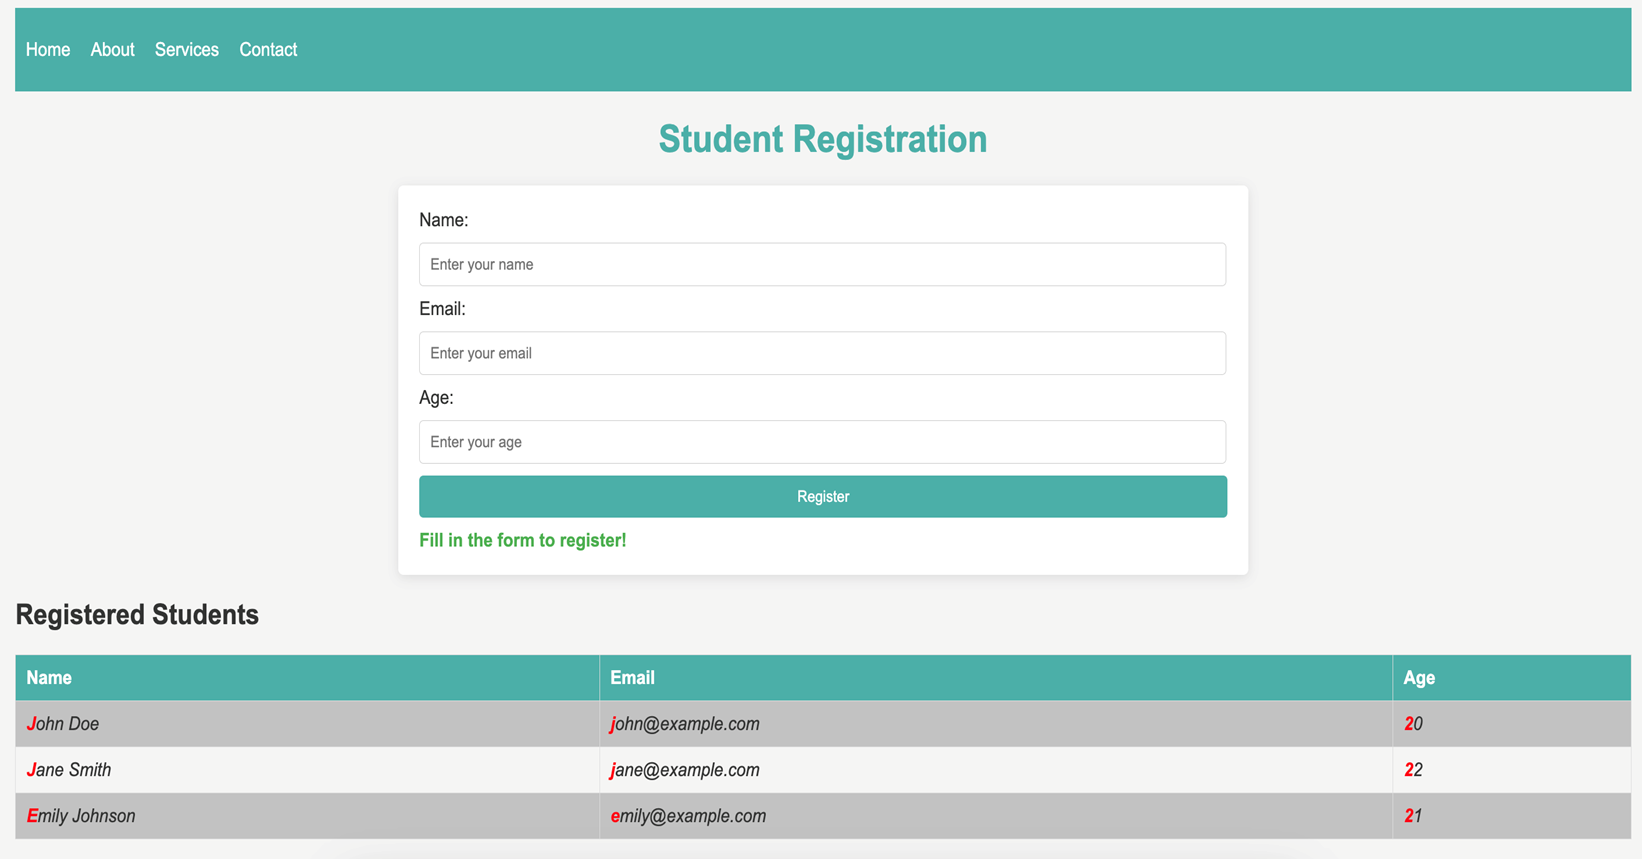 Home About Services Contact
Student Registration
Name:
Enter your name
Email:
Enter your email
Age:
Enter your age
Register
Fill in the form to register!
Registered Students
Name Email Age
John Doe john@example.com 20
Jane Smith jane@example.com 22
Emily Johnson emily@example.com 21